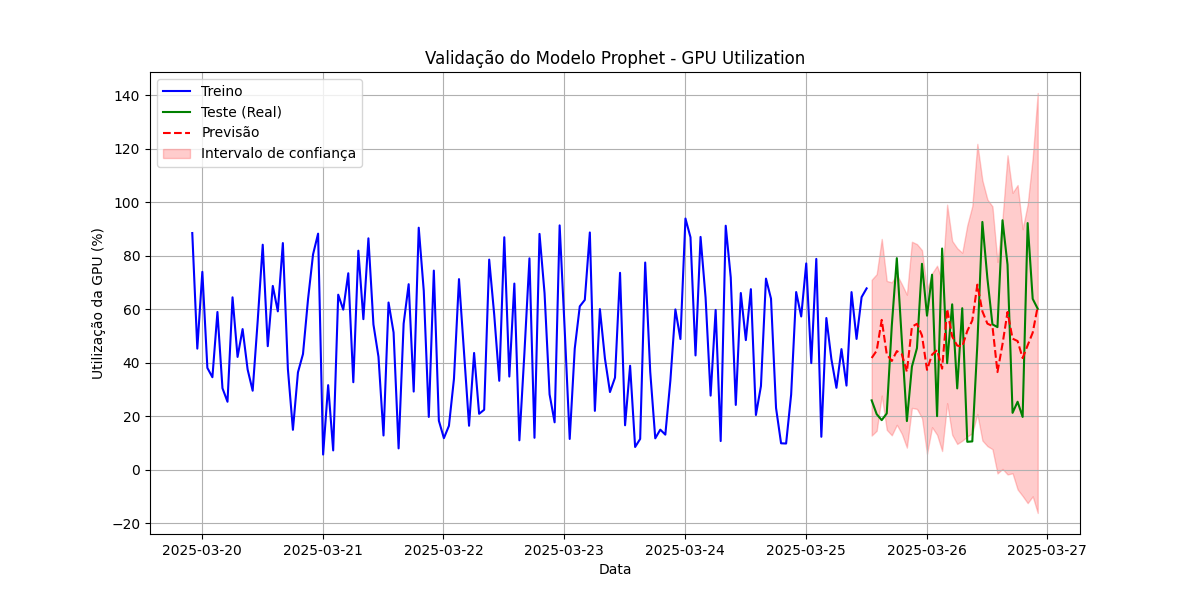 Validação do Modelo Prophet - GPU Utilization
Treino
Teste (Real)
Previsão
Intervalo de confiança
Utilização da GPU (%)
140
120
100
80
60
40
20
0
−20
2025-03-20
2025-03-21
2025-03-22
2025-03-23
2025-03-24
2025-03-25
2025-03-26
2025-03-27
Data